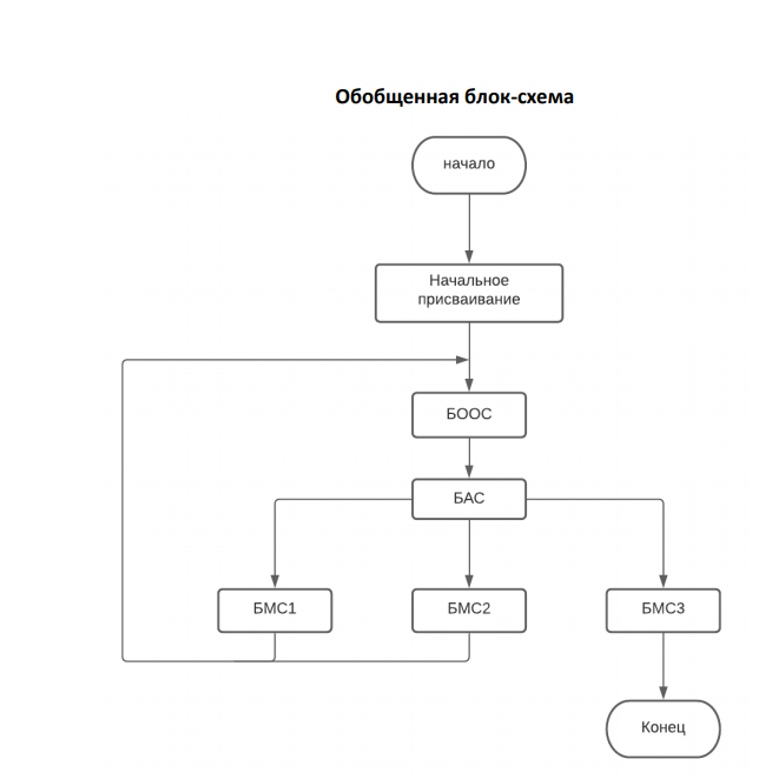 Обобщенная блок-схема
начало
Начальное
присваивание
БООС
БАС
БМС1
БМС2
БМС3
Конец